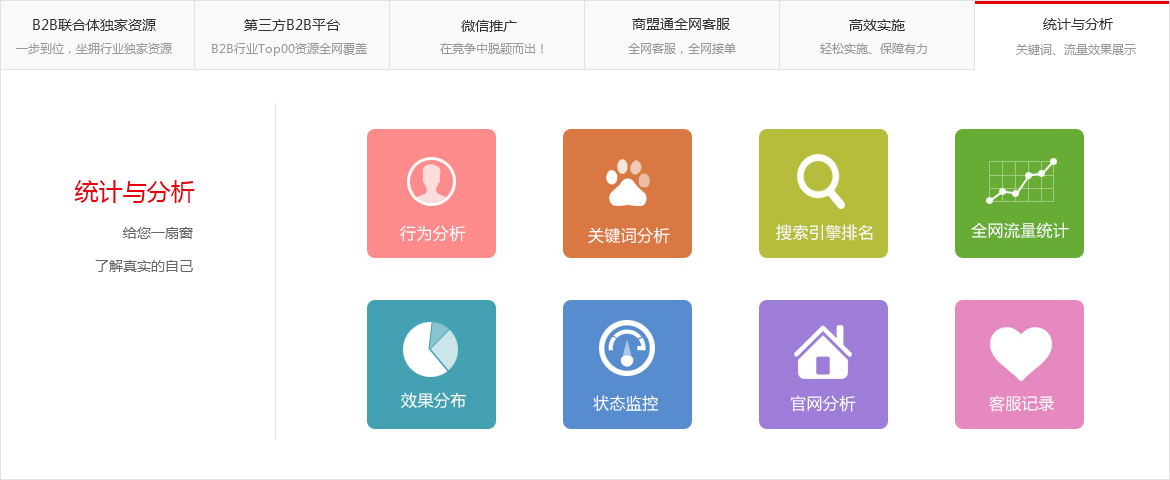 B2B联合体独家资源
一步到位，坐拥行业独家资源
第三方B2B平台
B2B行业Top00资源全网覆盖
微信推广
在竞争中脱颖而出！
商盟通全网客服
全网客服，全网接单
高效实施
轻松实施、保障有力
统计与分析
关键词、流量效果展示
统计与分析
给您一扇窗
了解真实的自己
行为分析
关键词分析
搜索引擎排名
全网流量统计
效果分布
状态监控
官网分析
客服记录